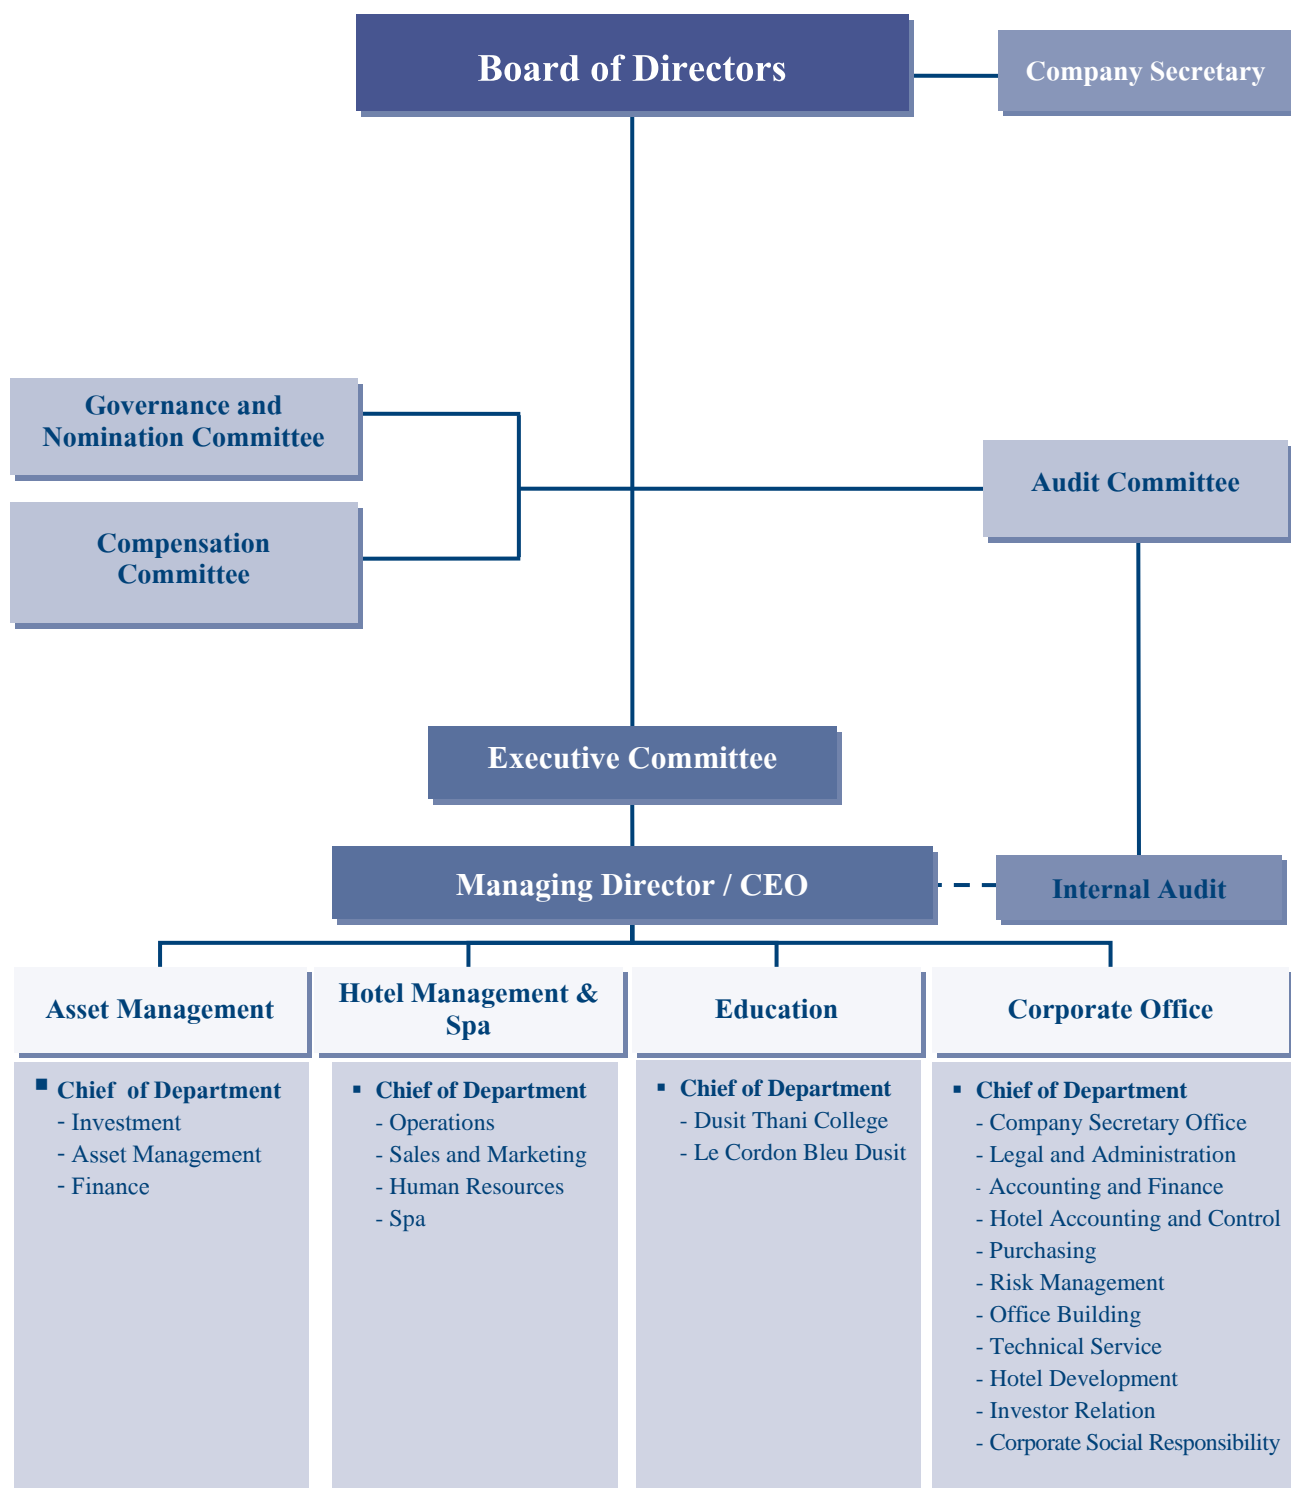 Board of Directors
Company Secretary
Governance and
Nomination Committee
Audit Committee
Compensation
Committee
Executive Committee
Managing Director / CEO
Internal Audit
Asset Management
Hotel Management &
Spa
Education
Corporate Office
▪ Chief of Department
- Investment
- Asset Management
- Finance
▪ Chief of Department
- Operations
- Sales and Marketing
- Human Resources
- Spa
▪ Chief of Department
- Dusit Thani College
- Le Cordon Bleu Dusit
▪ Chief of Department
- Company Secretary Office
- Legal and Administration
- Accounting and Finance
- Hotel Accounting and Control
- Purchasing
- Risk Management
- Office Building
- Technical Service
- Hotel Development
- Investor Relation
- Corporate Social Responsibility